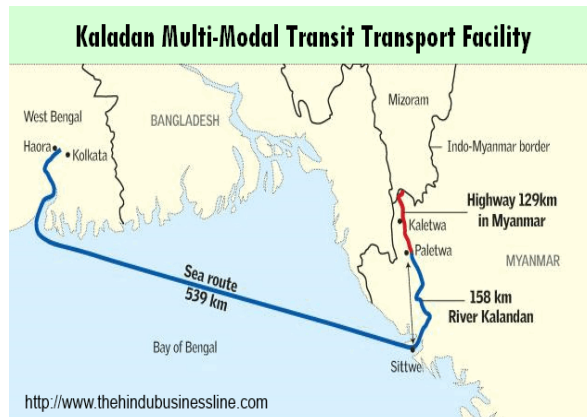 Kaladan Multi-Modal Transit Transport Facility
West Bengal
Haora
Kolkata
BANGLADESH
Mizoram
Indo-Myanmar border
Highway 129km
in Myanmar
Kaletwa
Paletwa
MYANMAR
Sea route
539 km
158 km
River Kalandan
Bay of Bengal
Sittwe
http://www.thehindubusinessline.com